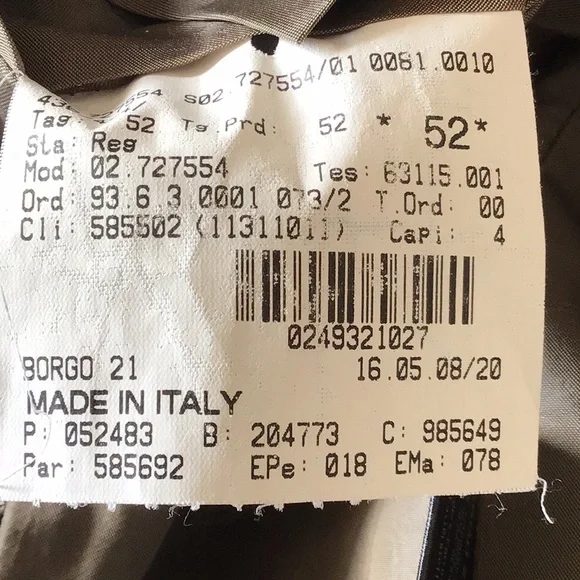 S02.727554/01 0081.0010
52 Tg.Prd: 52 * 52*
Sta: Reg
Mod: 02.727554 Tes: 63115.001
Ord: 93.6.3.0001 073/2 T.Ord: 00
Cli: 585502 (11311011) Capi: 4
0249321027
BORGO 21 16.05.08/20
MADE IN ITALY
P: 052483 B: 204773 C: 985649
Par: 585692 EPe: 018 EMa: 078